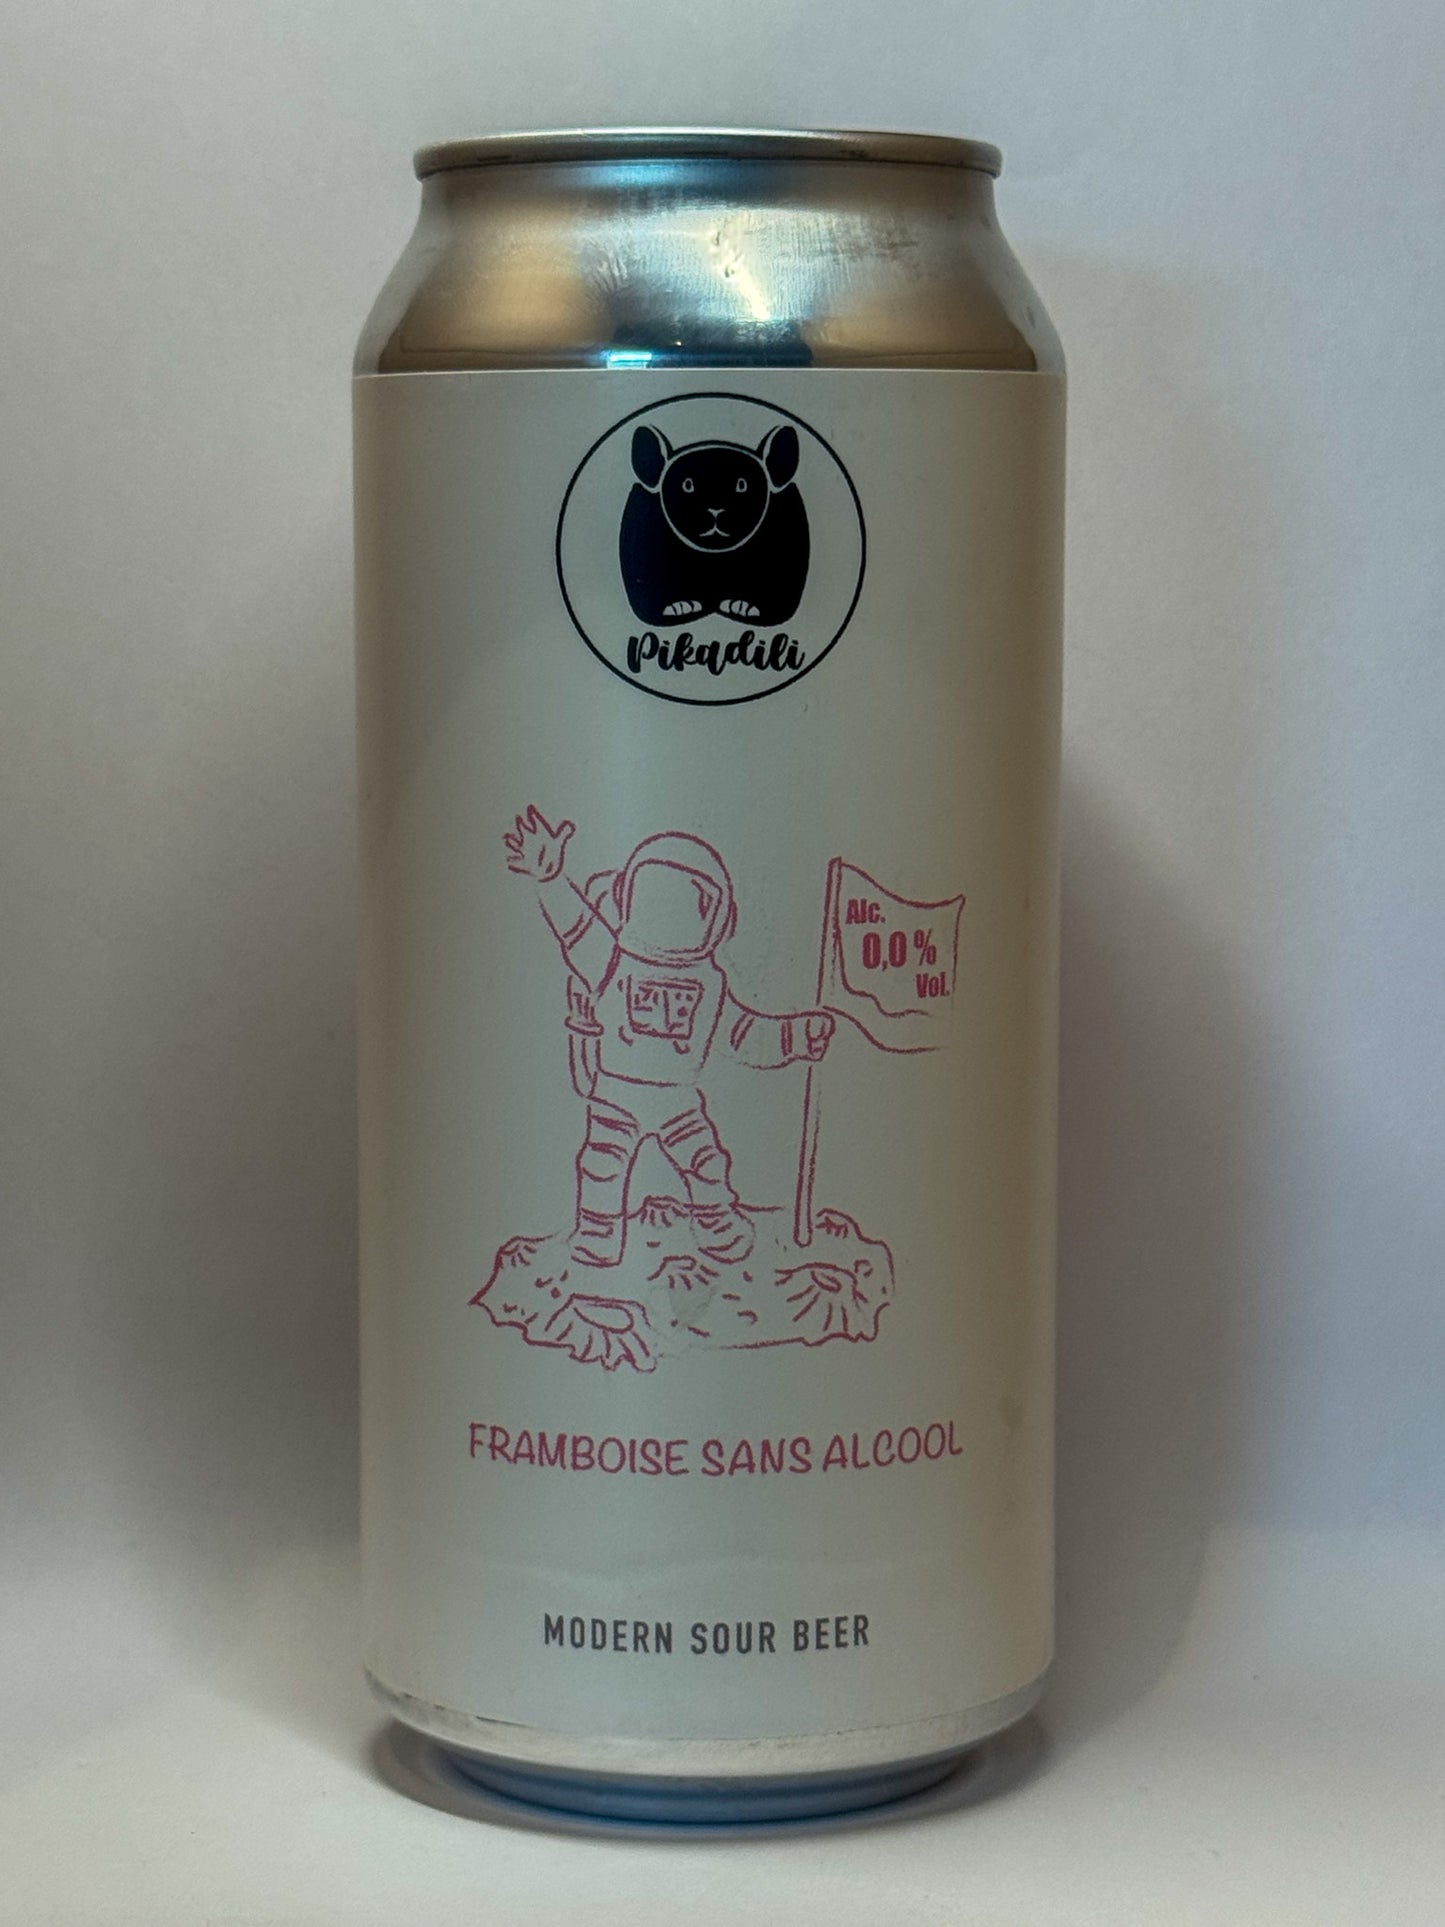 Pikadili
Alc.
0,0 %
Vol.
FRAMBOISE SANS ALCOOL
MODERN SOUR BEER